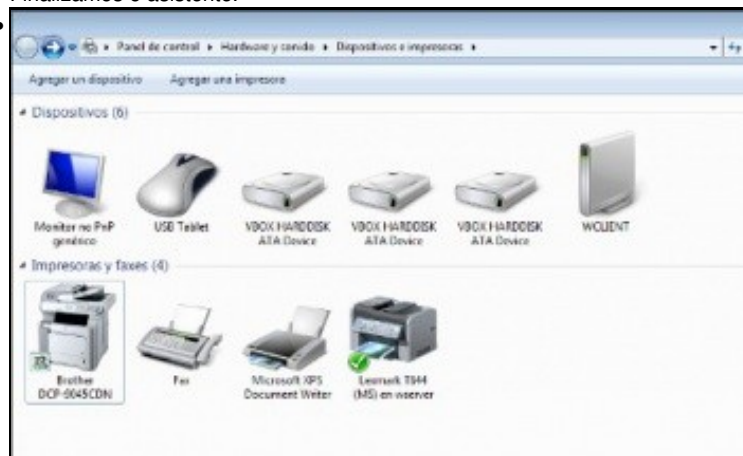 Finalizamos o asistente.
Panel de control ▸ Hardware y sonido ▸ Dispositivos e impresoras ▸
Agregar un dispositivo Agregar una impresora
Dispositivos (6)
Monitor no PnP genérico
USB Tablet
VBOX HARDDISK ATA Device
VBOX HARDDISK ATA Device
VBOX HARDDISK ATA Device
WCLIENT
Impresoras y faxes (4)
Brother DCP-9045CDN
Fax
Microsoft XPS Document Writer
Lexmark T644 (MS) en wserver